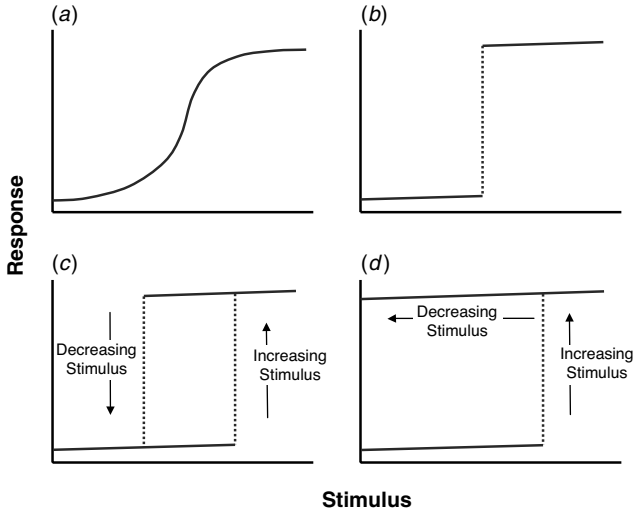 (a)
(b)
Response
(c)
Decreasing
Stimulus
Increasing
Stimulus
(d)
Decreasing
Stimulus
Increasing
Stimulus
Stimulus